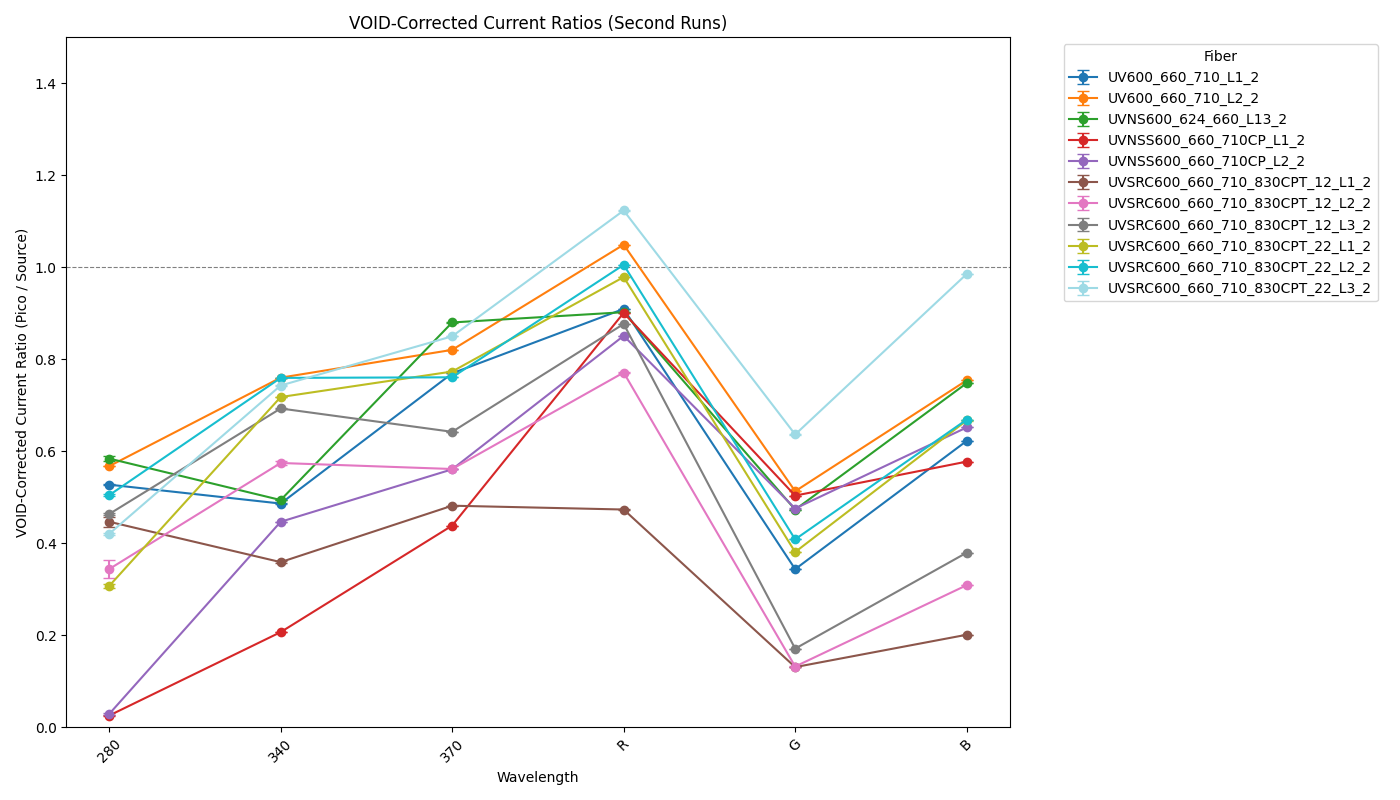 VOID-Corrected Current Ratios (Second Runs)
VOID-Corrected Current Ratio (Pico / Source)
1.4
1.2
1.0
0.8
0.6
0.4
0.2
0.0
280
340
370
R
G
B
Wavelength
Fiber
UV600_660_710_L1_2
UV600_660_710_L2_2
UVNS600_624_660_L13_2
UVNSS600_660_710CP_L1_2
UVNSS600_660_710CP_L2_2
UVSRC600_660_710_830CPT_12_L1_2
UVSRC600_660_710_830CPT_12_L2_2
UVSRC600_660_710_830CPT_12_L3_2
UVSRC600_660_710_830CPT_22_L1_2
UVSRC600_660_710_830CPT_22_L2_2
UVSRC600_660_710_830CPT_22_L3_2